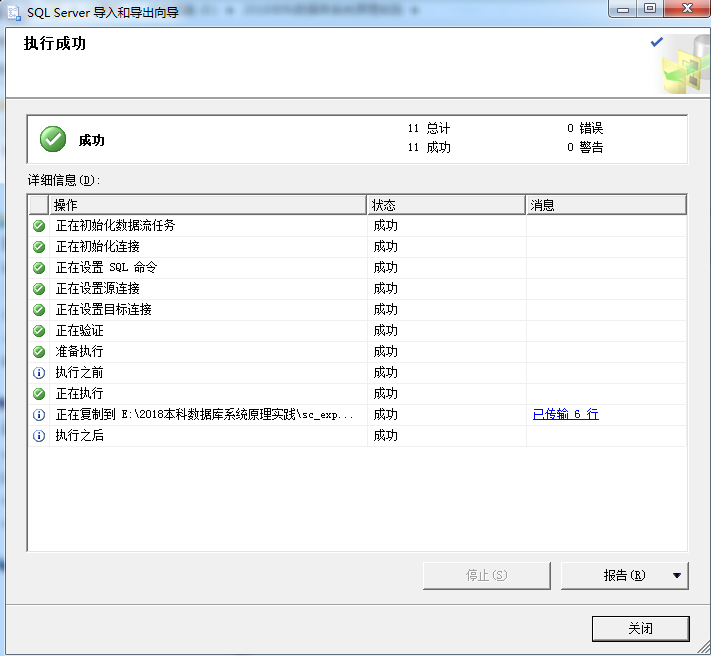 SQL Server 导入和导出向导
执行成功
成功
11 总计
0 错误
11 成功
0 警告
详细信息(D):
操作 状态 消息
正在初始化数据流任务 成功
正在初始化连接 成功
正在设置 SQL 命令 成功
正在设置源连接 成功
正在设置目标连接 成功
正在验证 成功
准备执行 成功
执行之前 成功
正在执行 成功
正在复制到 E:\2018本科数据库系统原理实践\sc_exp... 成功 已传输 6 行
执行之后 成功
停止(S)
报告(R)
关闭